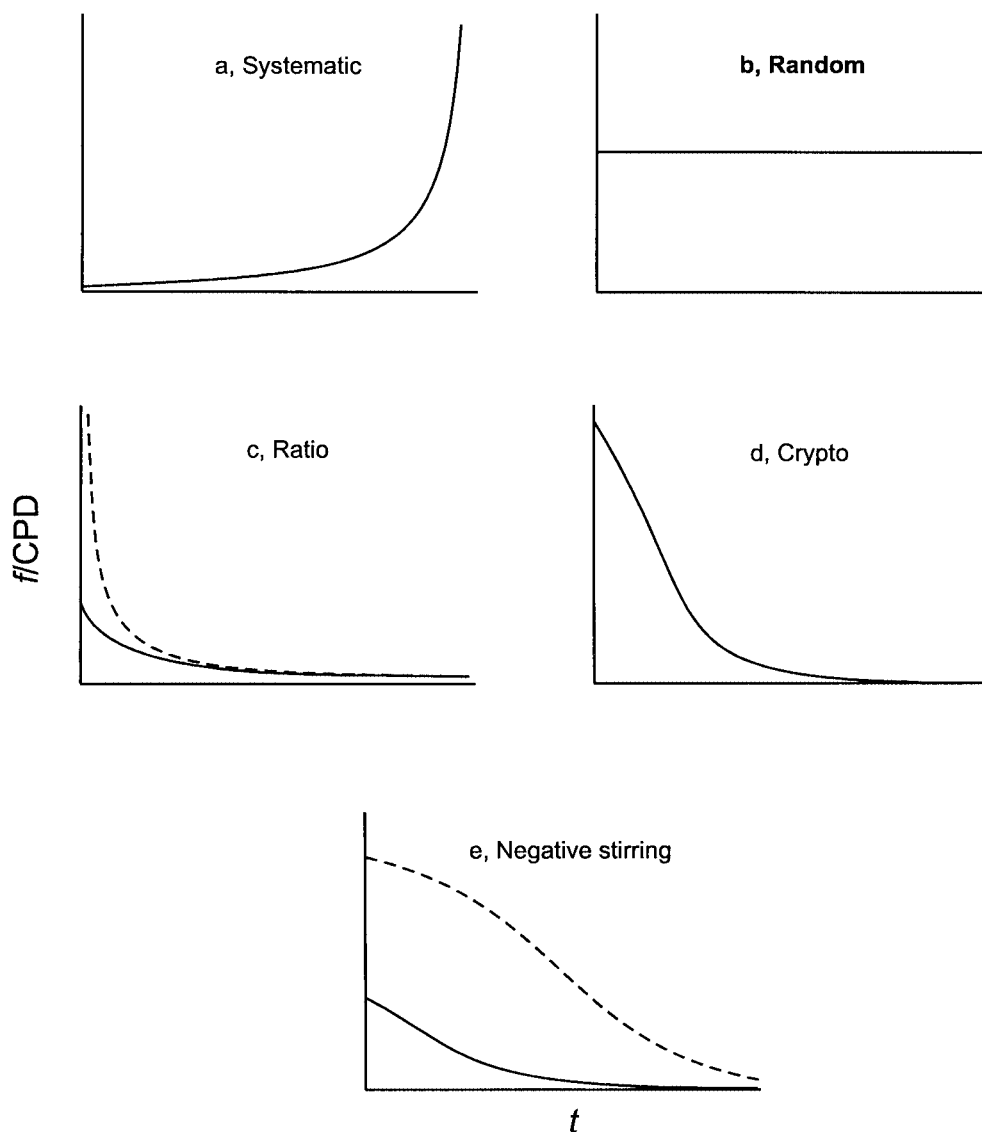 a, Systematic
b, Random
c, Ratio
d, Crypto
f/CPD
e, Negative stirring
t